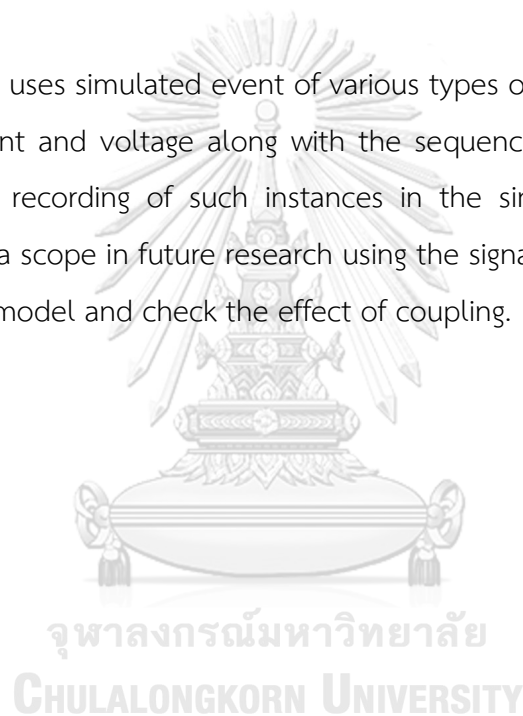 uses simulated event of various types o
nt and voltage along with the sequenc
recording of such instances in the sin
a scope in future research using the signa
model and check the effect of coupling.
จุฬาลงกรณ์มหาวิทยาลัย
CHULALONGKORN UNIVERSITY